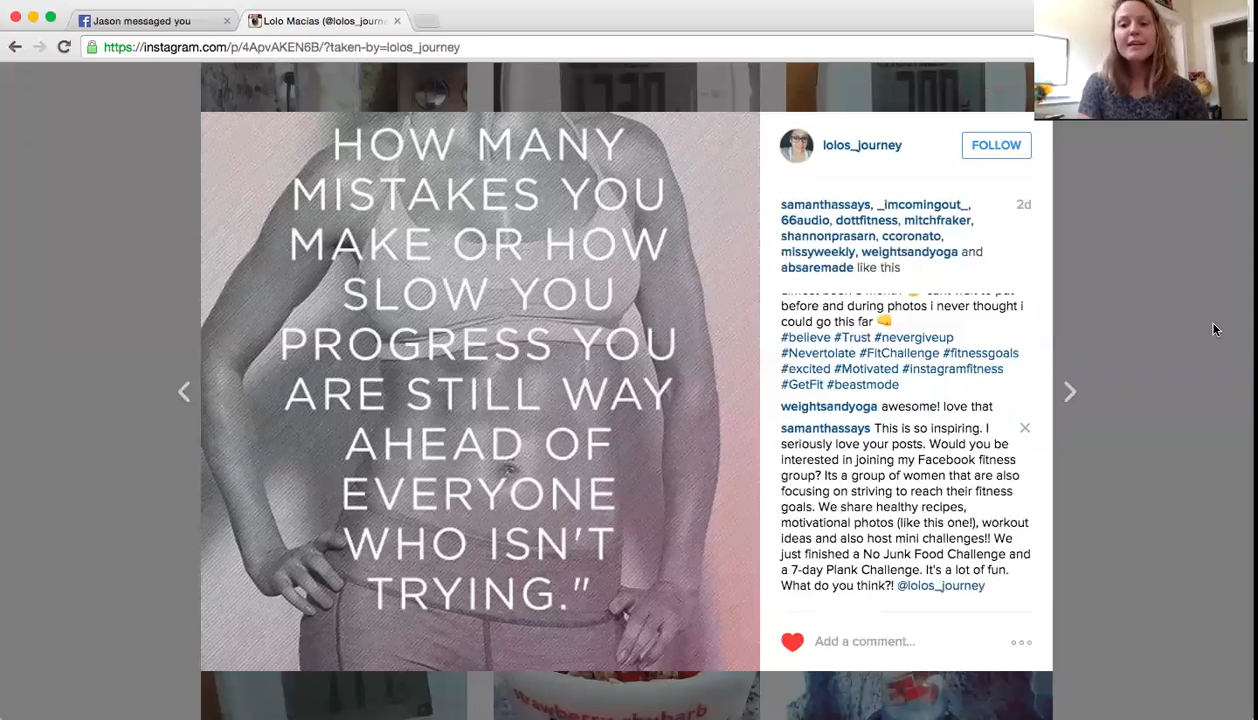 Jason messaged you
Lolo Macias (@lolos_journ
https://instagram.com/p/4ApvAKEN6B/?taken-by=lolos_journey
HOW MANY
MISTAKES YOU
MAKE OR HOW
SLOW YOU
PROGRESS YOU
ARE STILL WAY
AHEAD OF
EVERYONE
WHO ISN'T
TRYING."
lolos_journey
FOLLOW
samanthassays, _imcomingout_,
2d
66audio, dottfitness, mitchfraker,
shannonprasarn, ccoronato,
missyweekly, weightsandyoga and
absaremade like this
before and during photos i never thought i
could go this far 👊
#believe #Trust #nevergiveup
#Nevertolate #FitChallenge #fitnessgoals
#excited #Motivated #instagramfitness
#GetFit #beastmode
weightsandyoga awesome! love that
samanthassays This is so inspiring. I
seriously love your posts. Would you be
interested in joining my Facebook fitness
group? Its a group of women that are also
focusing on striving to reach their fitness
goals. We share healthy recipes,
motivational photos (like this one!), workout
ideas and also host mini challenges!! We
just finished a No Junk Food Challenge and
a 7-day Plank Challenge. It's a lot of fun.
What do you think?! @lolos_journey
Add a comment...
strawberry rhubarb